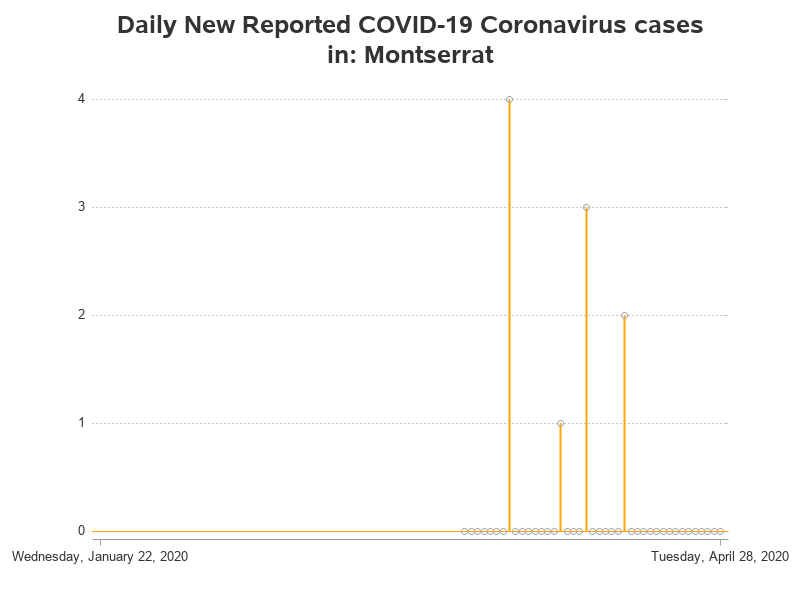 Daily New Reported COVID-19 Coronavirus cases
in: Montserrat
4
3
2
1
0
Wednesday, January 22, 2020
Tuesday, April 28, 2020